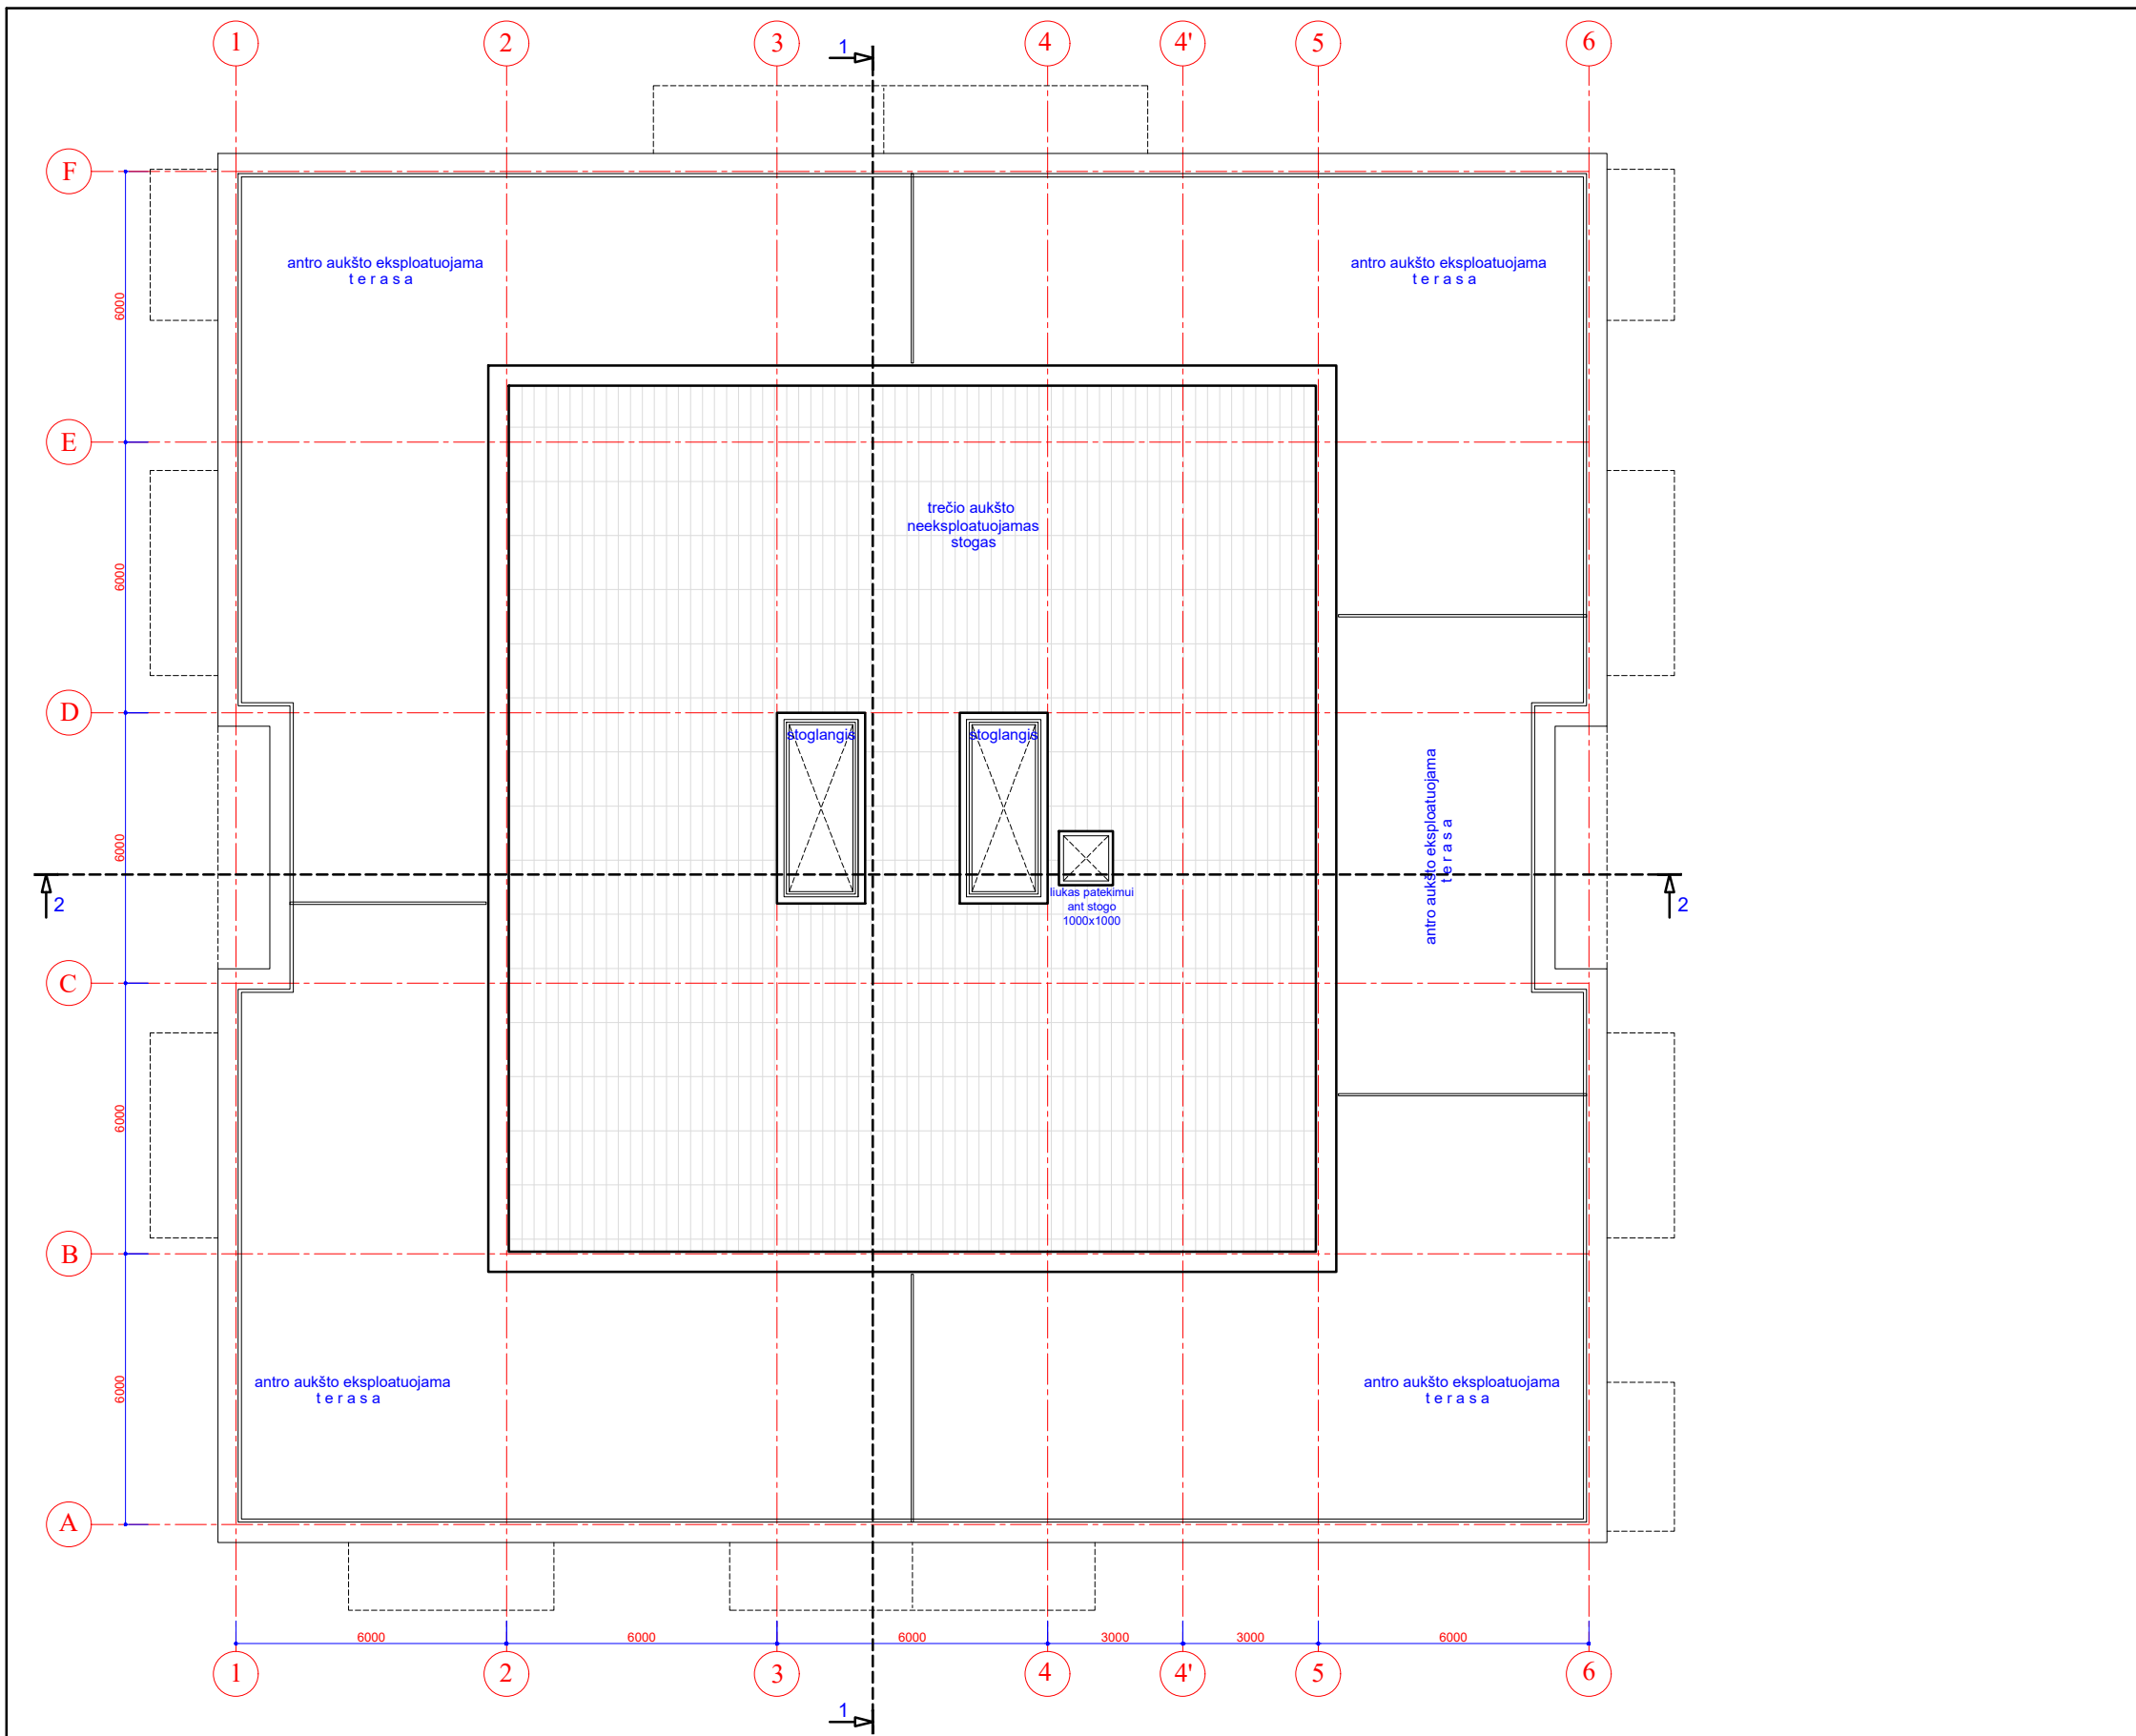 1 2 3 4 4' 5 6
1
F
antro aukšto eksploatuojama
t e r a s a
antro aukšto eksploatuojama
t e r a s a
6000
E
trečio aukšto
neeksploatuojamas
stogas
6000
D
stoglangis
stoglangis
antro aukšto eksploatuojama
t e r a s a
6000
2
2
liukas patekimui
ant stogo
1000x1000
C
6000
B
antro aukšto eksploatuojama
t e r a s a
antro aukšto eksploatuojama
t e r a s a
6000
A
6000 6000 6000 3000 3000 6000
1 2 3 4 4' 5 6
1